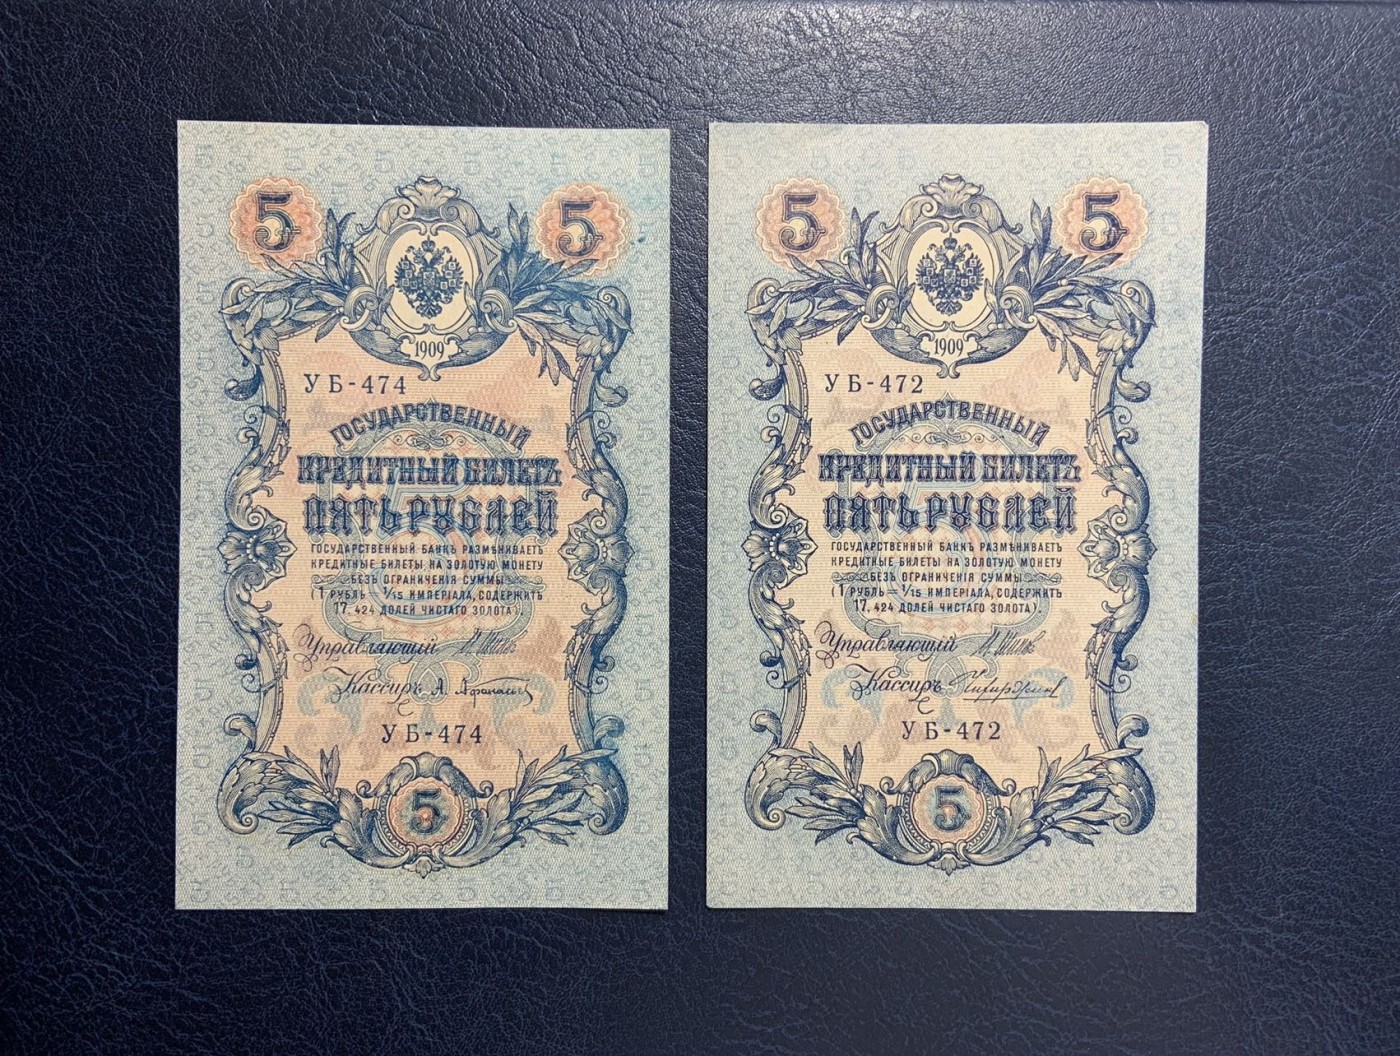 5 5
1909
УБ-474
ГОСУДАРСТВЕННЫЙ
КРЕДИТНЫЙ БИЛЕТЪ
ПЯТЬ РУБЛЕЙ
ГОСУДАРСТВЕННЫЙ БАНКЪ РАЗМѢНИВАЕТЪ
КРЕДИТНЫЕ БИЛЕТЫ НА ЗОЛОТУЮ МОНЕТУ
БЕЗЪ ОГРАНИЧЕНІЯ СУММЫ
(1 РУБЛЬ = 1/15 ИМПЕРІАЛА, СОДЕРЖИТЪ
17,424 ДОЛЕЙ ЧИСТАГО ЗОЛОТА).
Управляющій
Кассиръ А. Афанасьев
УБ-474
5
5 5
1909
УБ-472
ГОСУДАРСТВЕННЫЙ
КРЕДИТНЫЙ БИЛЕТЪ
ПЯТЬ РУБЛЕЙ
ГОСУДАРСТВЕННЫЙ БАНКЪ РАЗМѢНИВАЕТЪ
КРЕДИТНЫЕ БИЛЕТЫ НА ЗОЛОТУЮ МОНЕТУ
БЕЗЪ ОГРАНИЧЕНІЯ СУММЫ
(1 РУБЛЬ = 1/15 ИМПЕРІАЛА, СОДЕРЖИТЪ
17,424 ДОЛЕЙ ЧИСТАГО ЗОЛОТА).
Управляющій
Кассиръ
УБ-472
5